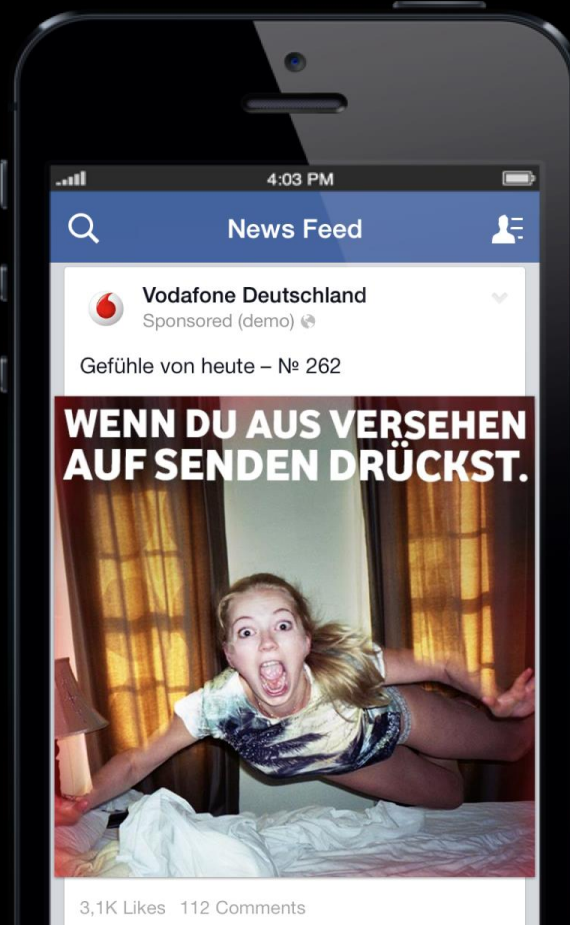 4:03 PM
News Feed
Vodafone Deutschland
Sponsored (demo)
Gefühle von heute – № 262
WENN DU AUS VERSEHEN
AUF SENDEN DRÜCKST.
3,1K Likes 112 Comments